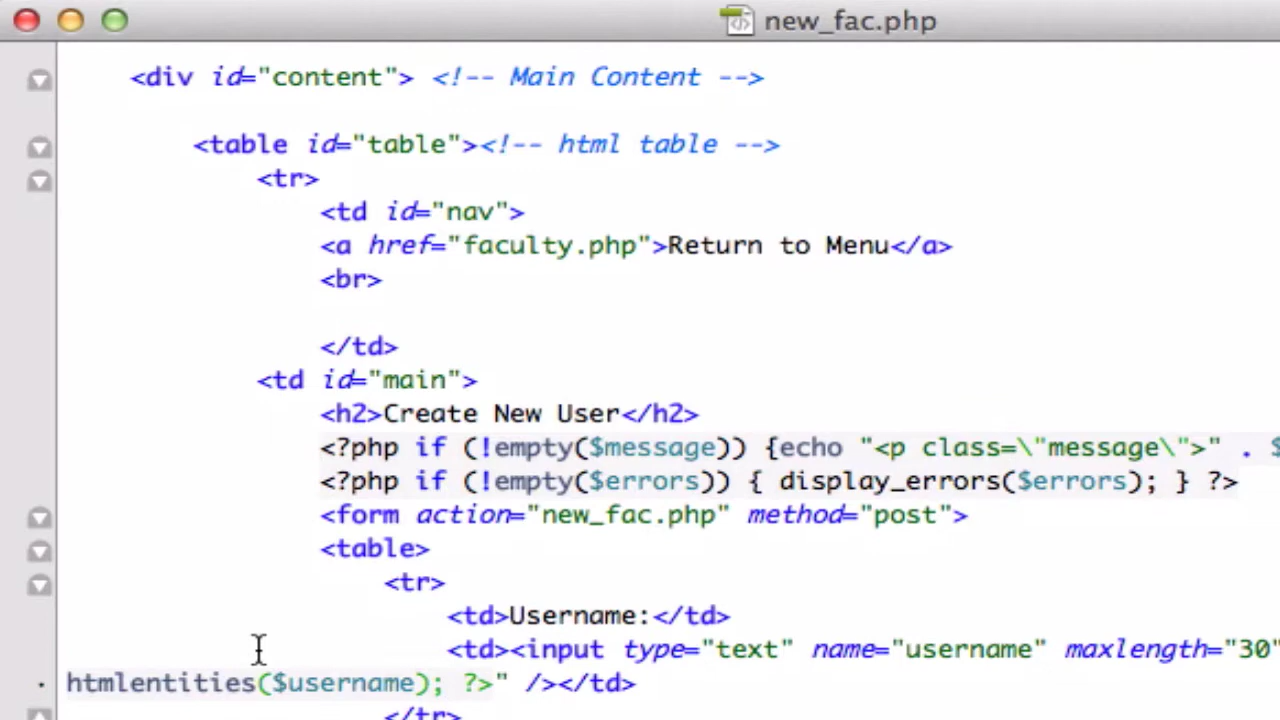 new_fac.php
<div id="content"> <!-- Main Content -->
<table id="table"><!-- html table -->
<tr>
<td id="nav">
<a href="faculty.php">Return to Menu</a>
<br>
</td>
<td id="main">
<h2>Create New User</h2>
<?php if (!empty($message)) {echo "<p class=\"message\">" . $
<?php if (!empty($errors)) { display_errors($errors); } ?>
<form action="new_fac.php" method="post">
<table>
<tr>
<td>Username:</td>
<td><input type="text" name="username" maxlength="30"
htmlentities($username); ?>" /></td>
</tr>